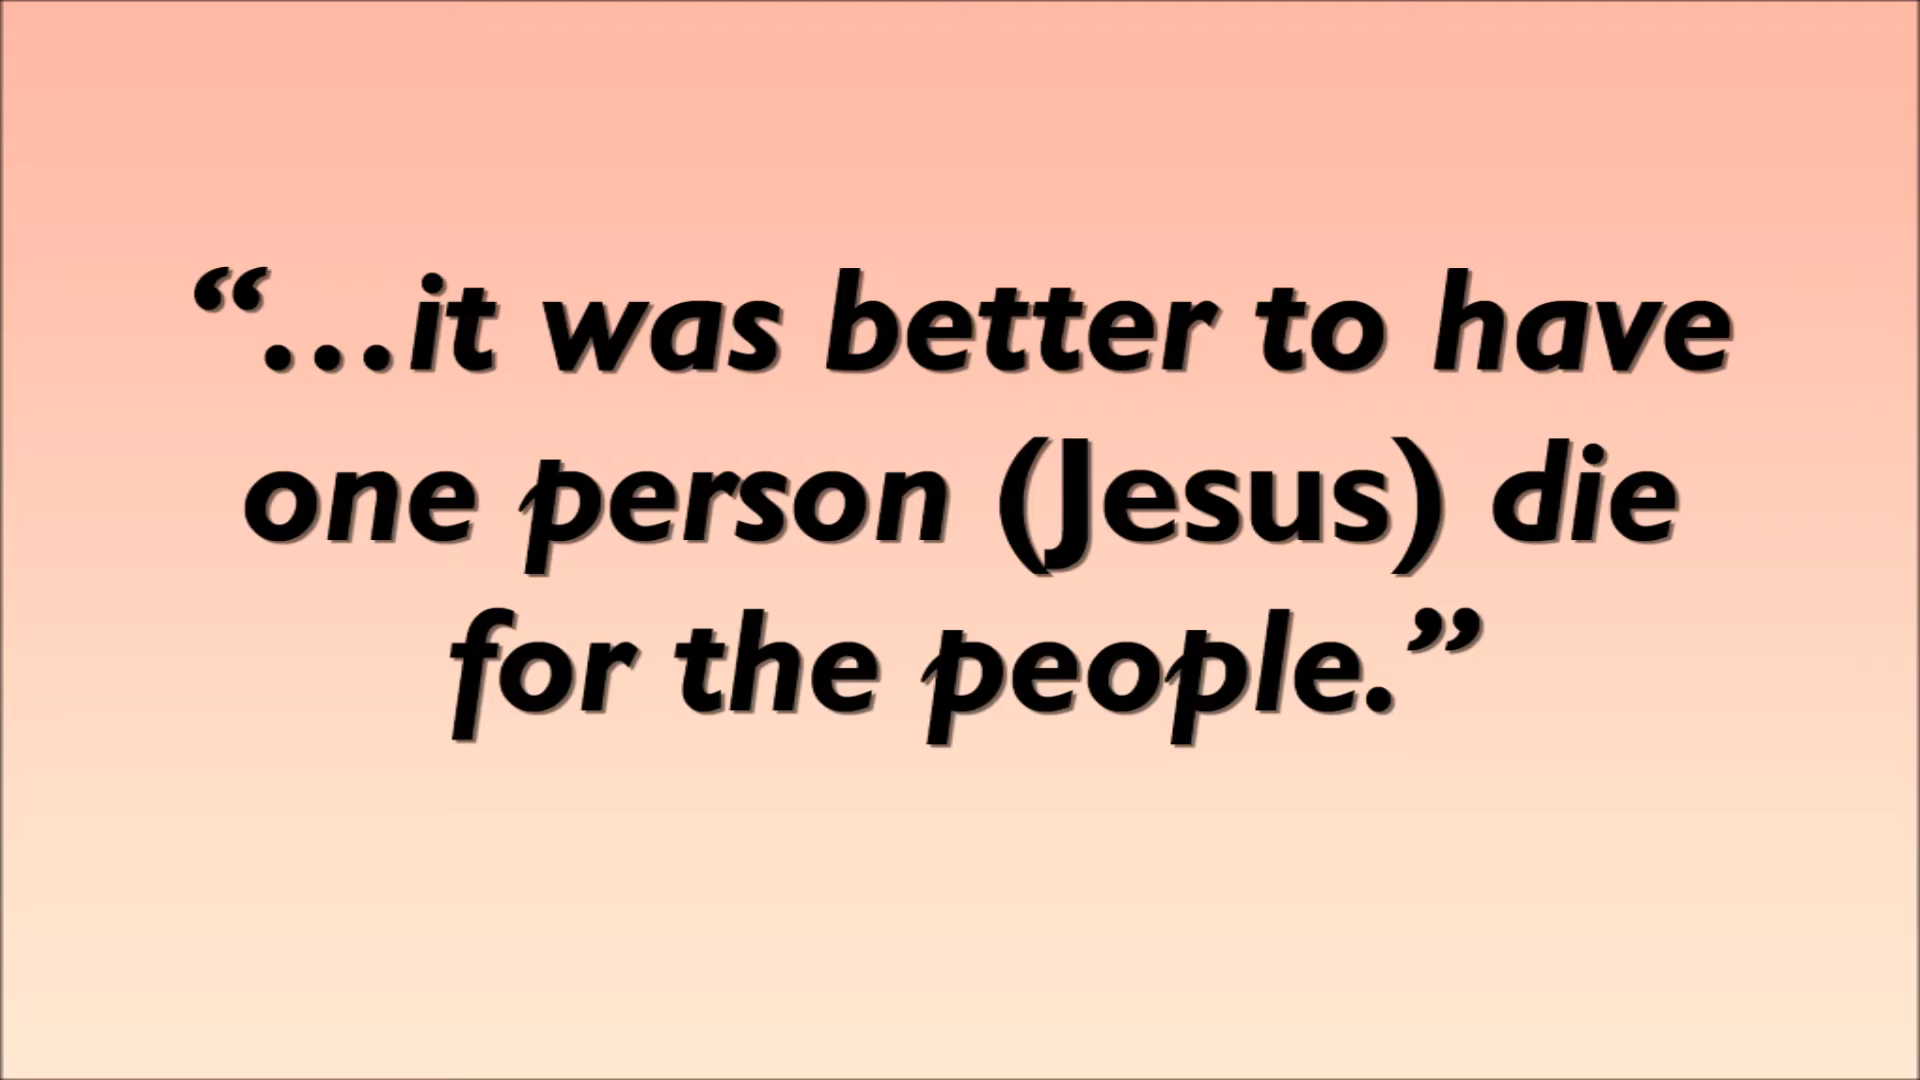 “…it was better to have
one person (Jesus) die
for the people.”